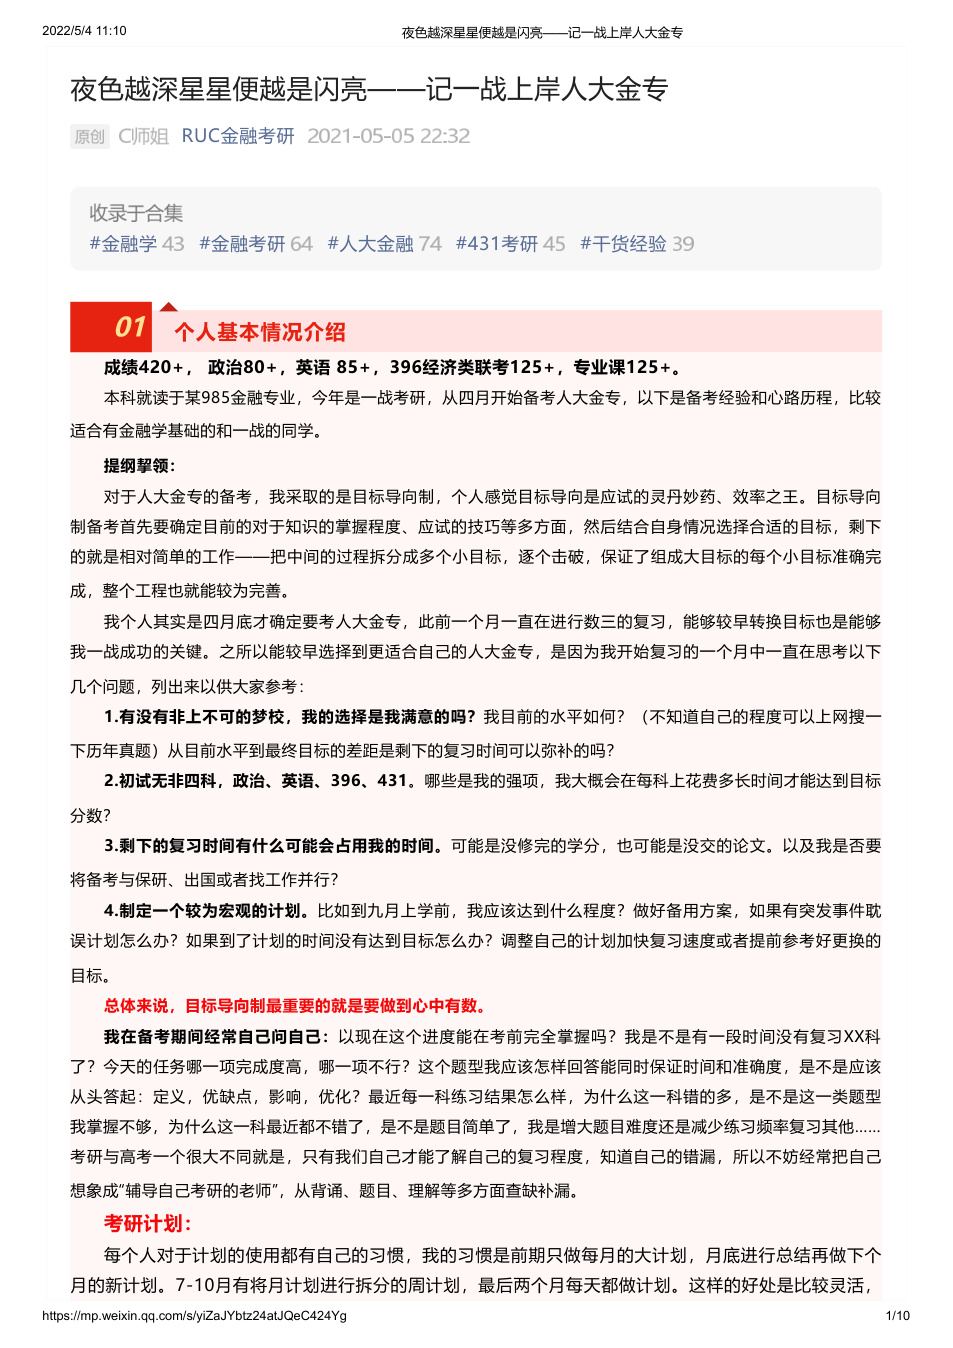 2022/5/4 11:10
夜色越深星星便越是闪亮——记一战上岸人大金专
夜色越深星星便越是闪亮——记一战上岸人大金专
原创 C师姐 RUC金融考研 2021-05-05 22:32
收录于合集
#金融学 43 #金融考研 64 #人大金融 74 #431考研 45 #干货经验 39
01 个人基本情况介绍
成绩420+， 政治80+，英语 85+，396经济类联考125+，专业课125+。
本科就读于某985金融专业，今年是一战考研，从四月开始备考人大金专，以下是备考经验和心路历程，比较
适合有金融学基础的和一战的同学。
提纲挈领：
对于人大金专的备考，我采取的是目标导向制，个人感觉目标导向是应试的灵丹妙药、效率之王。目标导向
制备考首先要确定目前的对于知识的掌握程度、应试的技巧等多方面，然后结合自身情况选择合适的目标，剩下
的就是相对简单的工作——把中间的过程拆分成多个小目标，逐个击破，保证了组成大目标的每个小目标准确完
成，整个工程也就能较为完善。
我个人其实是四月底才确定要考人大金专，此前一个月一直在进行数三的复习，能够较早转换目标也是能够
我一战成功的关键。之所以能较早选择到更适合自己的人大金专，是因为我开始复习的一个月中一直在思考以下
几个问题，列出来以供大家参考：
1.有没有非上不可的梦校，我的选择是我满意的吗？我目前的水平如何？（不知道自己的程度可以上网搜一
下历年真题）从目前水平到最终目标的差距是剩下的复习时间可以弥补的吗？
2.初试无非四科，政治、英语、396、431。哪些是我的强项，我大概会在每科上花费多长时间才能达到目标
分数？
3.剩下的复习时间有什么可能会占用我的时间。可能是没修完的学分，也可能是没交的论文。以及我是否要
将备考与保研、出国或者找工作并行？
4.制定一个较为宏观的计划。比如到九月上学前，我应该达到什么程度？做好备用方案，如果有突发事件耽
误计划怎么办？如果到了计划的时间没有达到目标怎么办？调整自己的计划加快复习速度或者提前参考好更换的
目标。
总体来说，目标导向制最重要的就是要做到心中有数。
我在备考期间经常自己问自己：以现在这个进度能在考前完全掌握吗？我是不是有一段时间没有复习XX科
了？今天的任务哪一项完成度高，哪一项不行？这个题型我应该怎样回答能同时保证时间和准确度，是不是应该
从头答起：定义，优缺点，影响，优化？最近每一科练习结果怎么样，为什么这一科错的多，是不是这一类题型
我掌握不够，为什么这一科最近都不错了，是不是题目简单了，我是增大题目难度还是减少练习频率复习其他......
考研与高考一个很大不同就是，只有我们自己才能了解自己的复习程度，知道自己的错漏，所以不妨经常把自己
想象成“辅导自己考研的老师”，从背诵、题目、理解等多方面查缺补漏。
考研计划：
每个人对于计划的使用都有自己的习惯，我的习惯是前期只做每月的大计划，月底进行总结再做下个
月的新计划。7-10月有将月计划进行拆分的周计划，最后两个月每天都做计划。这样的好处是比较灵活，
https://mp.weixin.qq.com/s/yiZaJYbtz24atJQeC424Yg
1/10